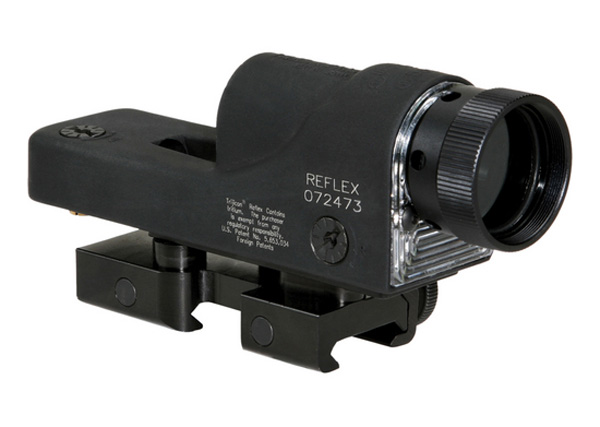 REFLEX
072473
Trijicon® Reflex Contains
Tritium. The purchaser
is exempt from any
regulatory responsibility.
U.S. Patent No. 5,653,034
Foreign Patents